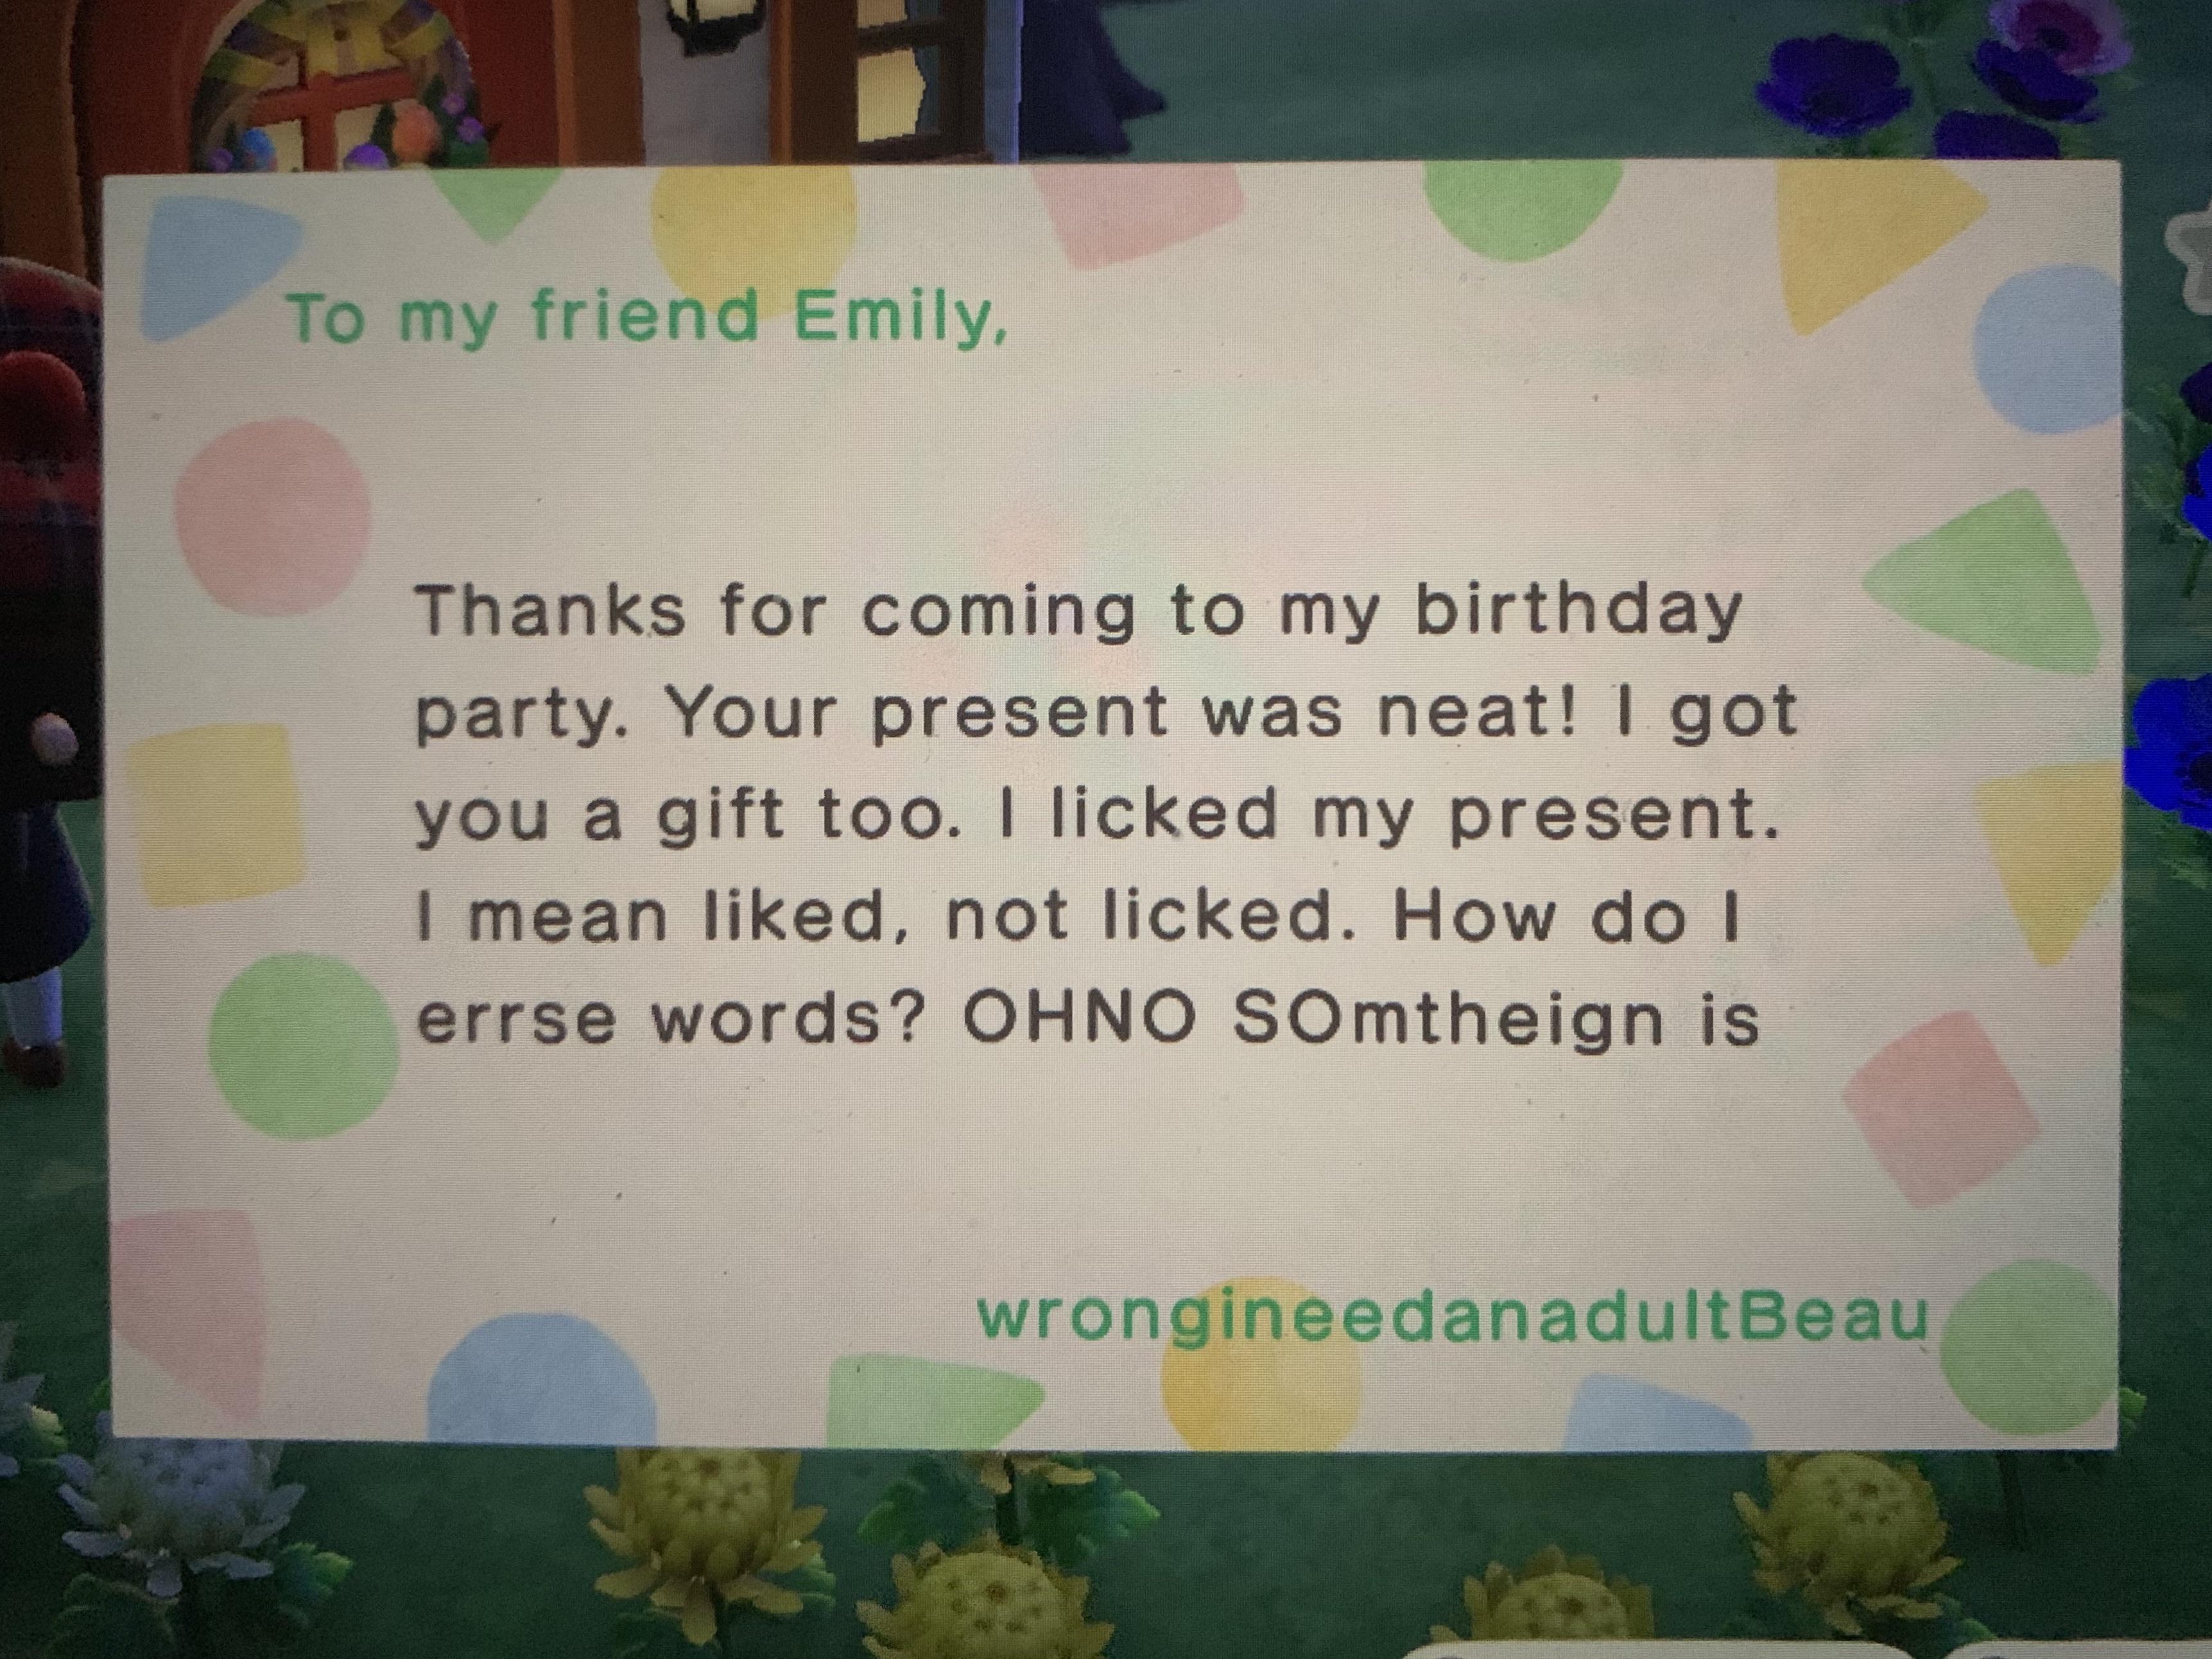 To my friend Emily,
Thanks for coming to my birthday
party. Your present was neat! I got
you a gift too. I licked my present.
I mean liked, not licked. How do I
errse words? OHNO SOmtheign is
wrongineedanadultBeau